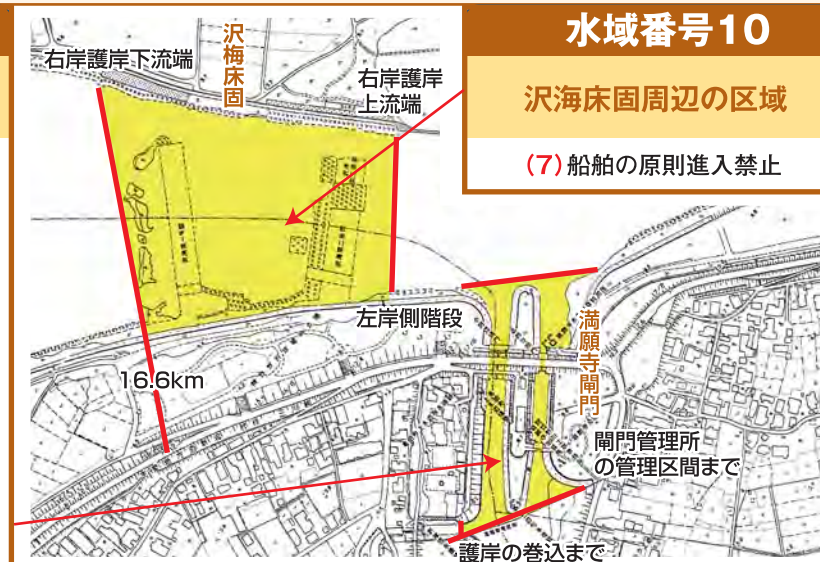 水域番号10
沢海床固周辺の区域
(7)船舶の原則進入禁止
右岸護岸下流端
沢梅床固
右岸護岸
上流端
左岸側階段
16.6km
満願寺閘門
閘門管理所
の管理区間まで
護岸の巻込まで